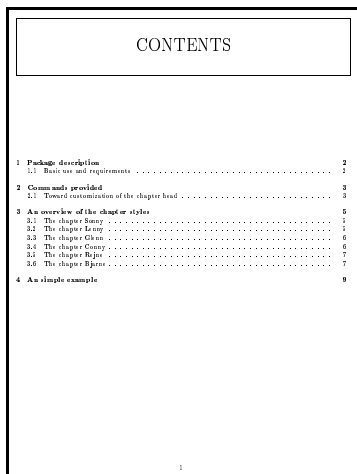 CONTENTS
1 Package description 2
1.1 Basic use and requirements . . . . . . . . . . . . . . . . . . . . . . . . . . . . . . 2
2 Commands provided 3
2.1 Toward customization of the chapter head . . . . . . . . . . . . . . . . . . . . . . . 3
3 An overview of the chapter styles 5
3.1 The chapter Sonny . . . . . . . . . . . . . . . . . . . . . . . . . . . . . . . . . . 5
3.2 The chapter Lenny . . . . . . . . . . . . . . . . . . . . . . . . . . . . . . . . . . 5
3.3 The chapter Glenn . . . . . . . . . . . . . . . . . . . . . . . . . . . . . . . . . . 6
3.4 The chapter Conny . . . . . . . . . . . . . . . . . . . . . . . . . . . . . . . . . . 6
3.5 The chapter Rejne . . . . . . . . . . . . . . . . . . . . . . . . . . . . . . . . . . 7
3.6 The chapter Bjarne . . . . . . . . . . . . . . . . . . . . . . . . . . . . . . . . . . 7
4 An simple example 9
1